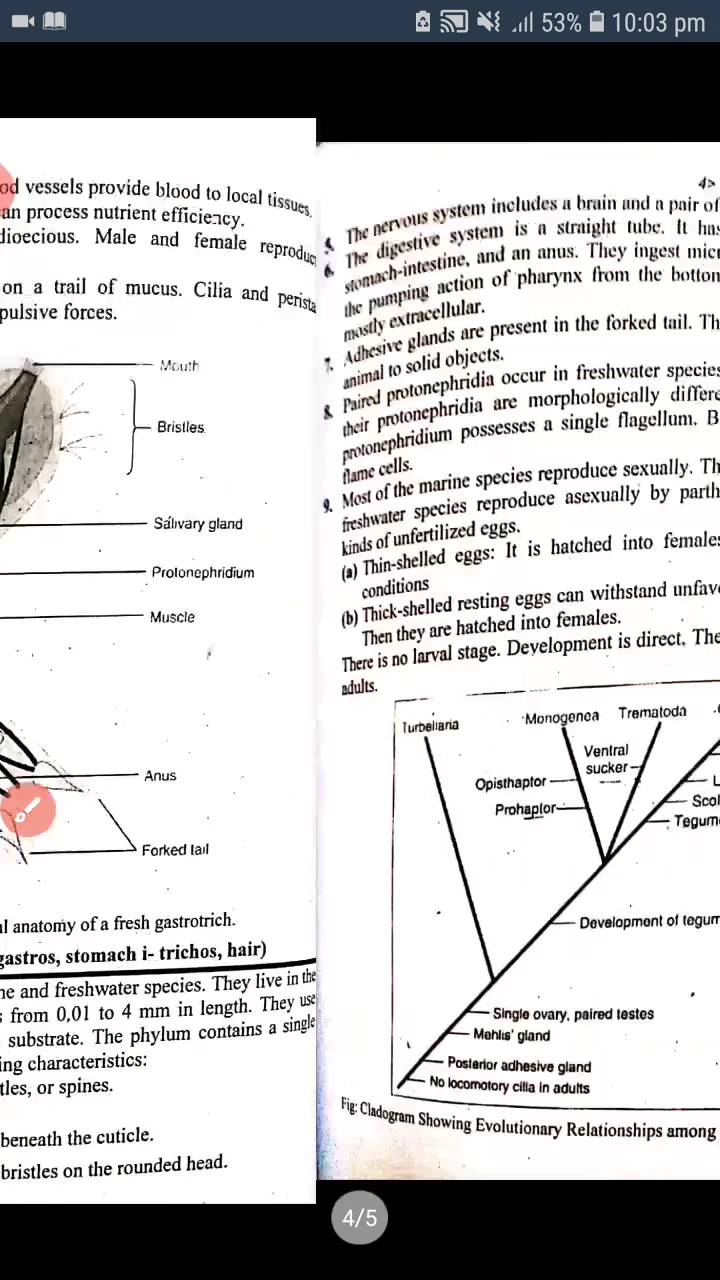 53% 10:03 pm
od vessels provide blood to local tissues.
an process nutrient efficiency.
dioecious. Male and female reproduc
on a trail of mucus. Cilia and perista
pulsive forces.
Mouth
Bristles
Salivary gland
Protonephridium
Muscle
Anus
Forked tail
al anatomy of a fresh gastrotrich.
gastros, stomach i- trichos, hair)
ne and freshwater species. They live in the
s from 0,01 to 4 mm in length. They use
substrate. The phylum contains a single
ing characteristics:
tles, or spines.
beneath the cuticle.
bristles on the rounded head.
4>
The nervous system includes a brain and a pair of
6. The digestive system is a straight tube. It has
stomach-intestine, and an anus. They ingest micr
the pumping action of pharynx from the bottom
mostly extracellular.
7. Adhesive glands are present in the forked tail. Th
animal to solid objects.
8. Paired protonephridia occur in freshwater species
their protonephridia are morphologically differe
protonephridium possesses a single flagellum. B
flame cells.
9. Most of the marine species reproduce sexually. Th
freshwater species reproduce asexually by parth
kinds of unfertilized eggs.
(a) Thin-shelled eggs: It is hatched into females
conditions
(b) Thick-shelled resting eggs can withstand unfav
Then they are hatched into females.
There is no larval stage. Development is direct. The
adults.
Turbellaria
Monogenea Trematoda
Ventral
sucker
Opisthaptor
Prohaptor
L
Scol
Tegum
Development of tegum
Single ovary, paired testes
Mehlis' gland
Posterior adhesive gland
No locomotory cilia in adults
Fig: Cladogram Showing Evolutionary Relationships among
4/5